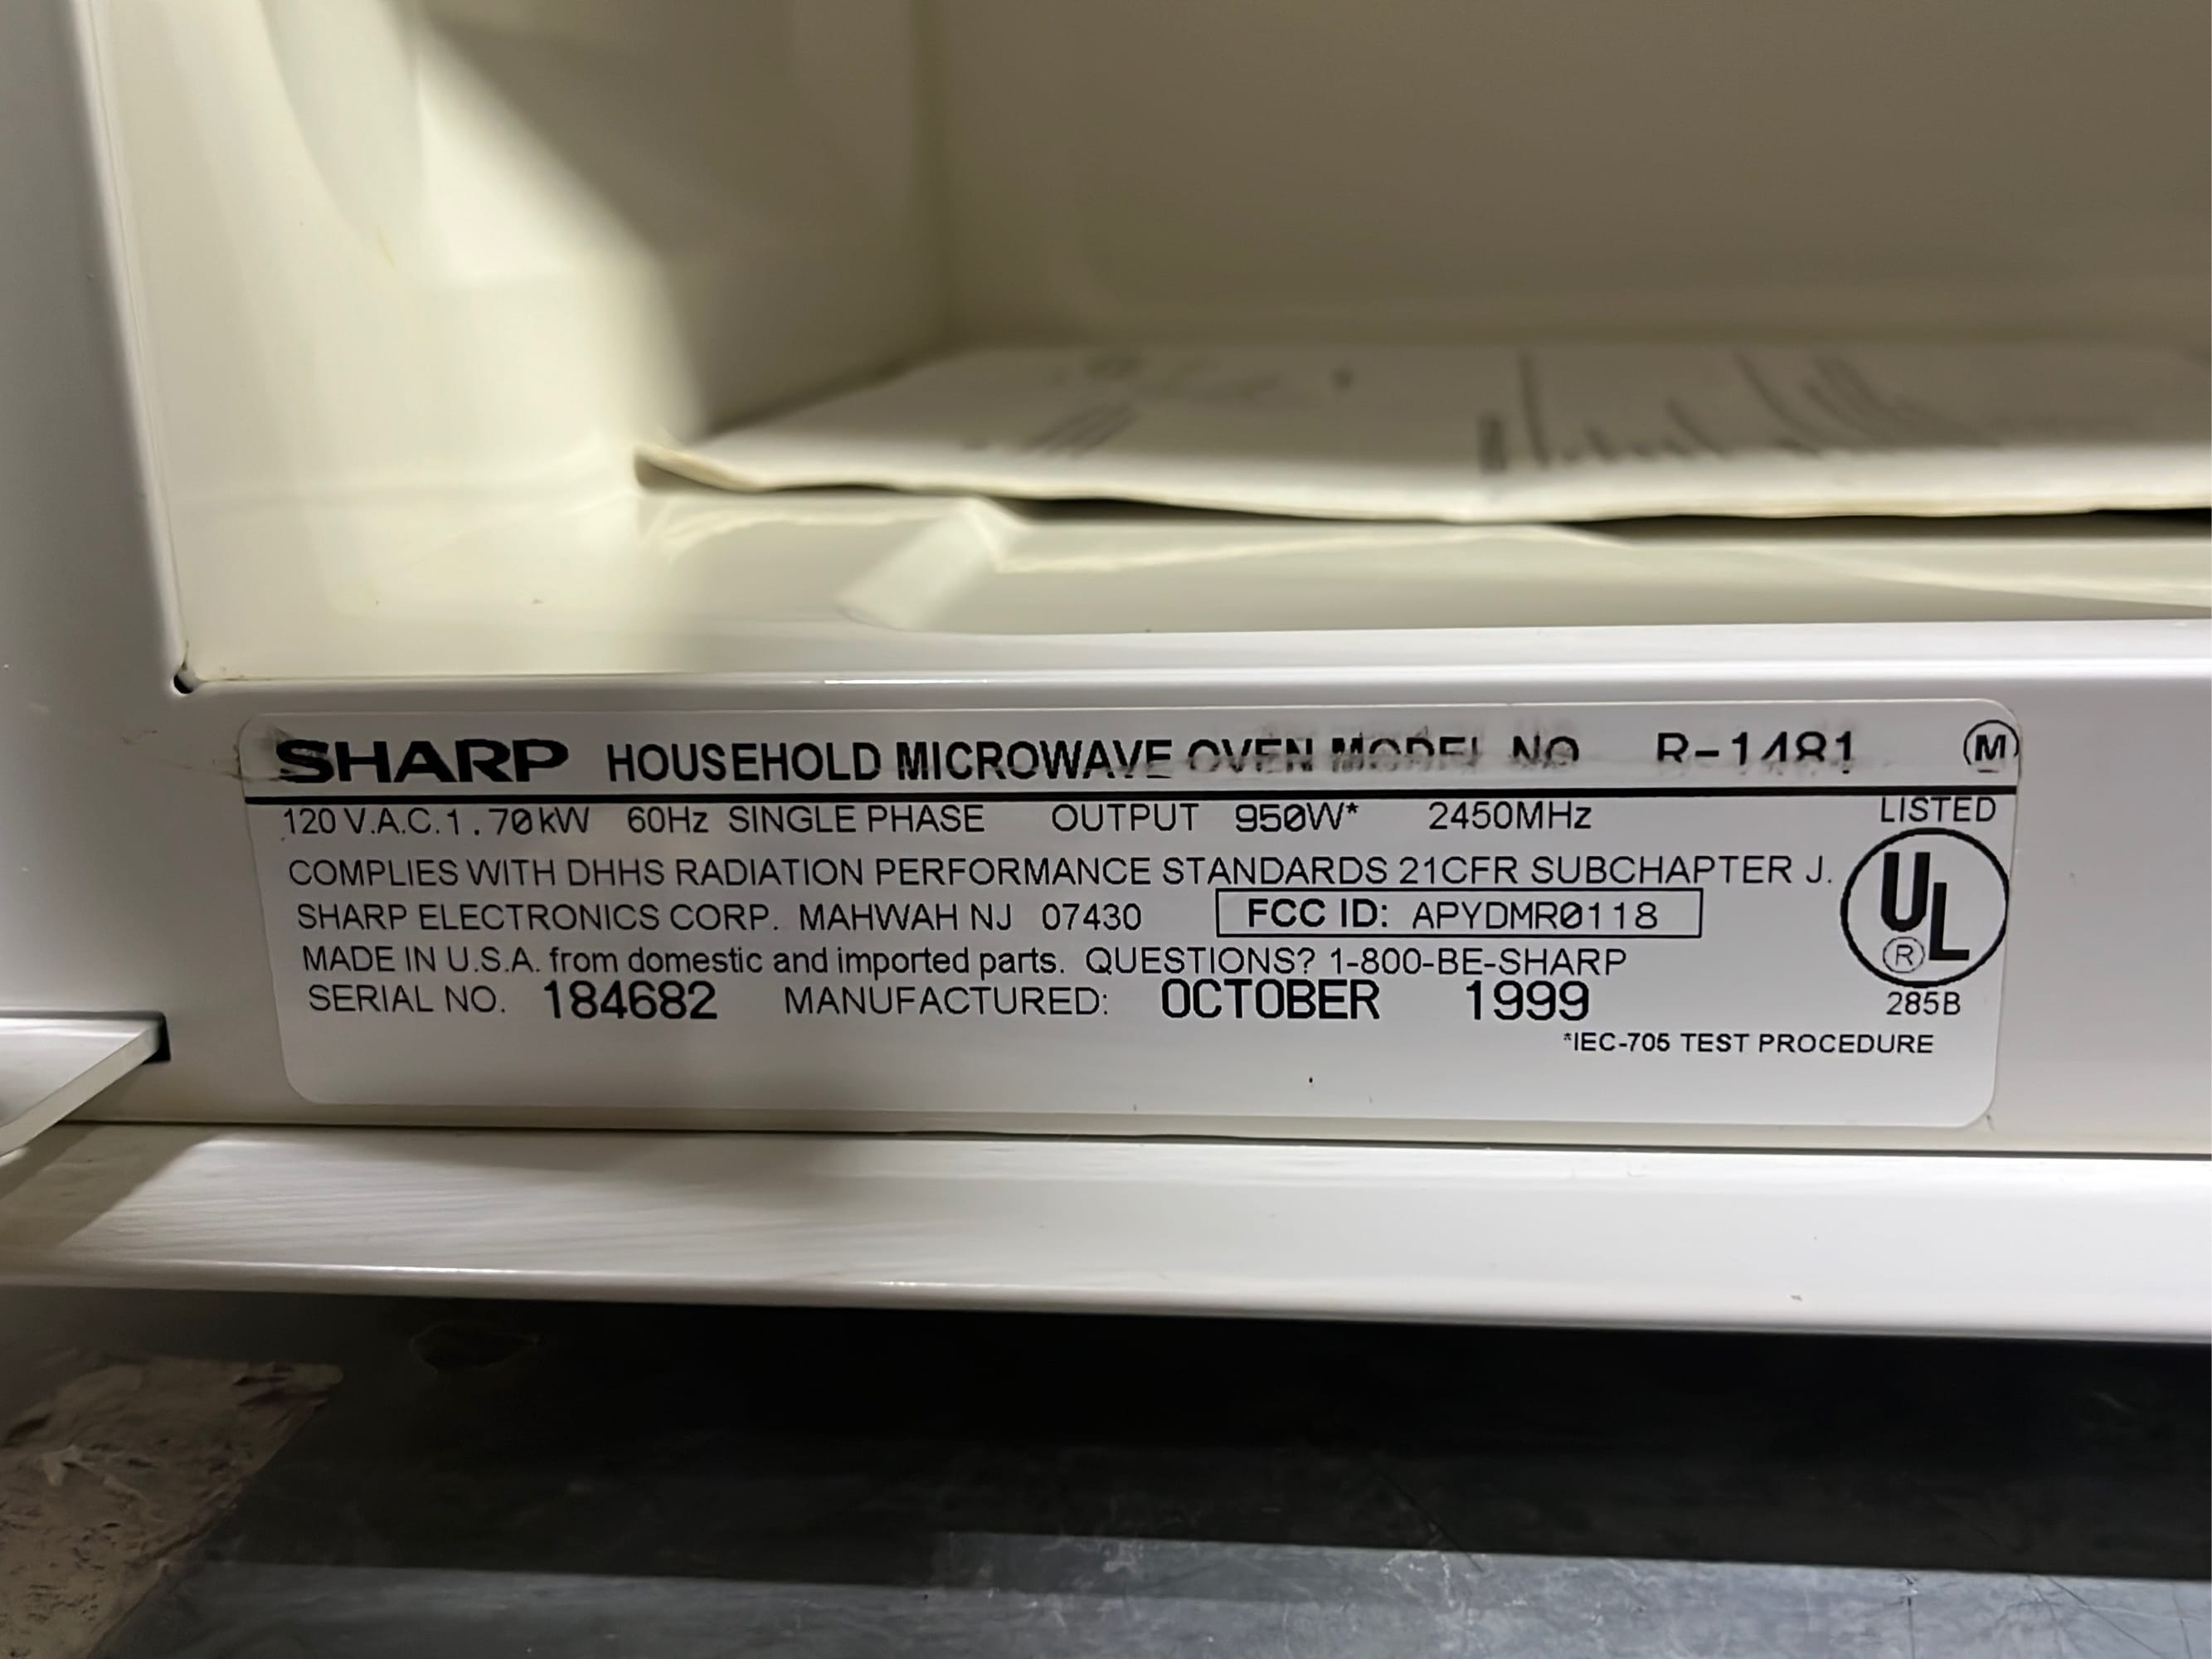 SHARP HOUSEHOLD MICROWAVE OVEN MODEL NO R-1481 M
120 V.A.C. 1.70 kW 60Hz SINGLE PHASE OUTPUT 950W* 2450MHz LISTED
COMPLIES WITH DHHS RADIATION PERFORMANCE STANDARDS 21CFR SUBCHAPTER J.
UL ®
SHARP ELECTRONICS CORP. MAHWAH NJ 07430 FCC ID: APYDMR0118
MADE IN U.S.A. from domestic and imported parts. QUESTIONS? 1-800-BE-SHARP
SERIAL NO. 184682 MANUFACTURED: OCTOBER 1999 285B
*IEC-705 TEST PROCEDURE